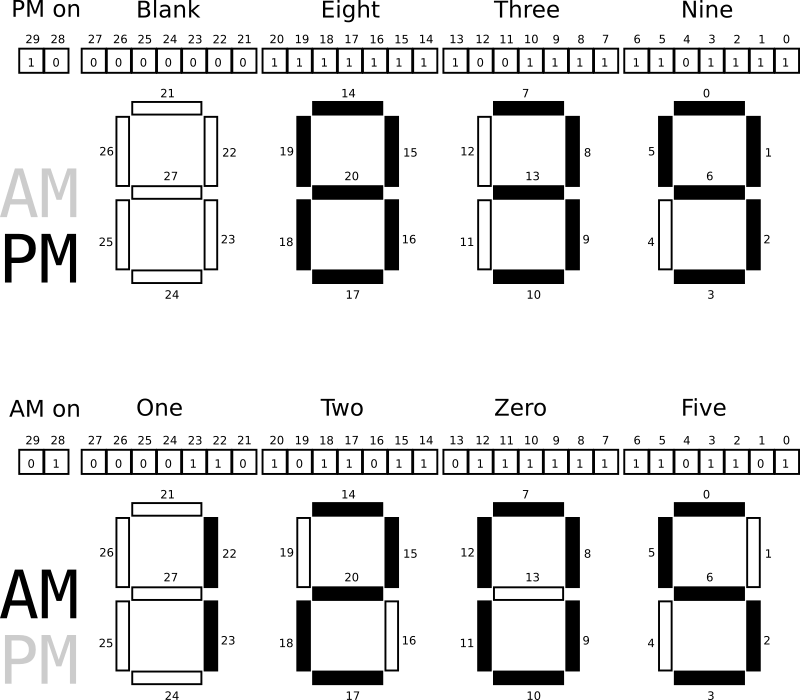 PM on Blank Eight Three Nine
29 28 27 26 25 24 23 22 21 20 19 18 17 16 15 14 13 12 11 10 9 8 7 6 5 4 3 2 1 0
1 0 0 0 0 0 0 0 0 1 1 1 1 1 1 1 1 0 0 1 1 1 1 1 1 0 1 1 1 1
21 14 7 0
26 22 19 15 12 8 5 1
27 20 13 6
AM
25 23 18 16 11 9 4 2
PM
24 17 10 3
AM on One Two Zero Five
29 28 27 26 25 24 23 22 21 20 19 18 17 16 15 14 13 12 11 10 9 8 7 6 5 4 3 2 1 0
0 1 0 0 0 0 1 1 0 1 0 1 1 0 1 1 0 1 1 1 1 1 1 1 1 0 1 1 0 1
21 14 7 0
26 22 19 15 12 8 5 1
27 20 13 6
AM
25 23 18 16 11 9 4 2
PM
24 17 10 3